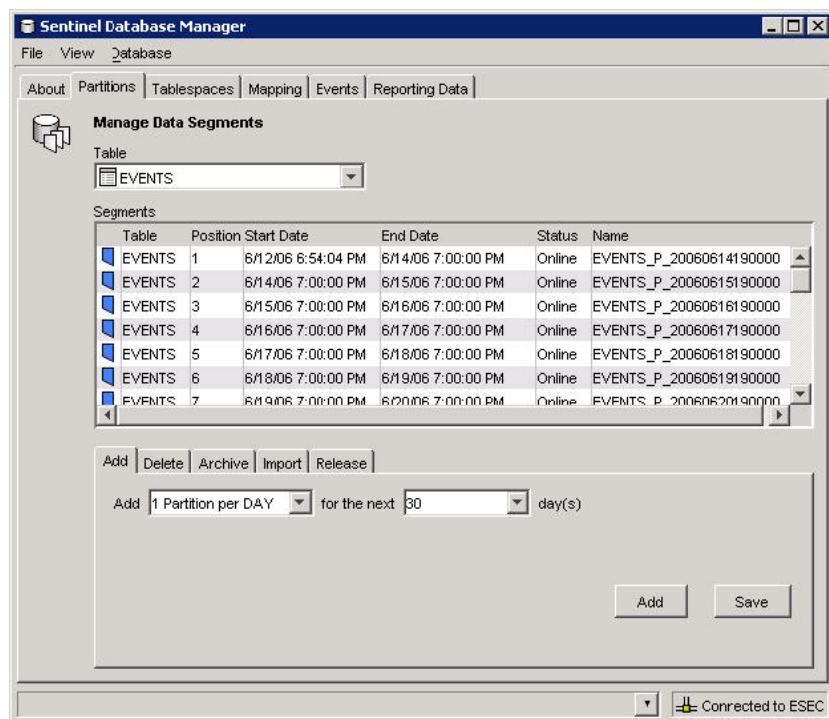 Sentinel Database Manager
File View Database
About Partitions Tablespaces Mapping Events Reporting Data
Manage Data Segments
Table
EVENTS
Segments
Table Position Start Date End Date Status Name
EVENTS 1 6/12/06 6:54:04 PM 6/14/06 7:00:00 PM Online EVENTS_P_20060614190000
EVENTS 2 6/14/06 7:00:00 PM 6/15/06 7:00:00 PM Online EVENTS_P_20060615190000
EVENTS 3 6/15/06 7:00:00 PM 6/16/06 7:00:00 PM Online EVENTS_P_20060616190000
EVENTS 4 6/16/06 7:00:00 PM 6/17/06 7:00:00 PM Online EVENTS_P_20060617190000
EVENTS 5 6/17/06 7:00:00 PM 6/18/06 7:00:00 PM Online EVENTS_P_20060618190000
EVENTS 6 6/18/06 7:00:00 PM 6/19/06 7:00:00 PM Online EVENTS_P_20060619190000
EVENTS 7 6/19/06 7:00:00 PM 6/20/06 7:00:00 PM Online EVENTS_P_20060620190000
Add Delete Archive Import Release
Add 1 Partition per DAY for the next 30 day(s)
Add Save
Connected to ESEC